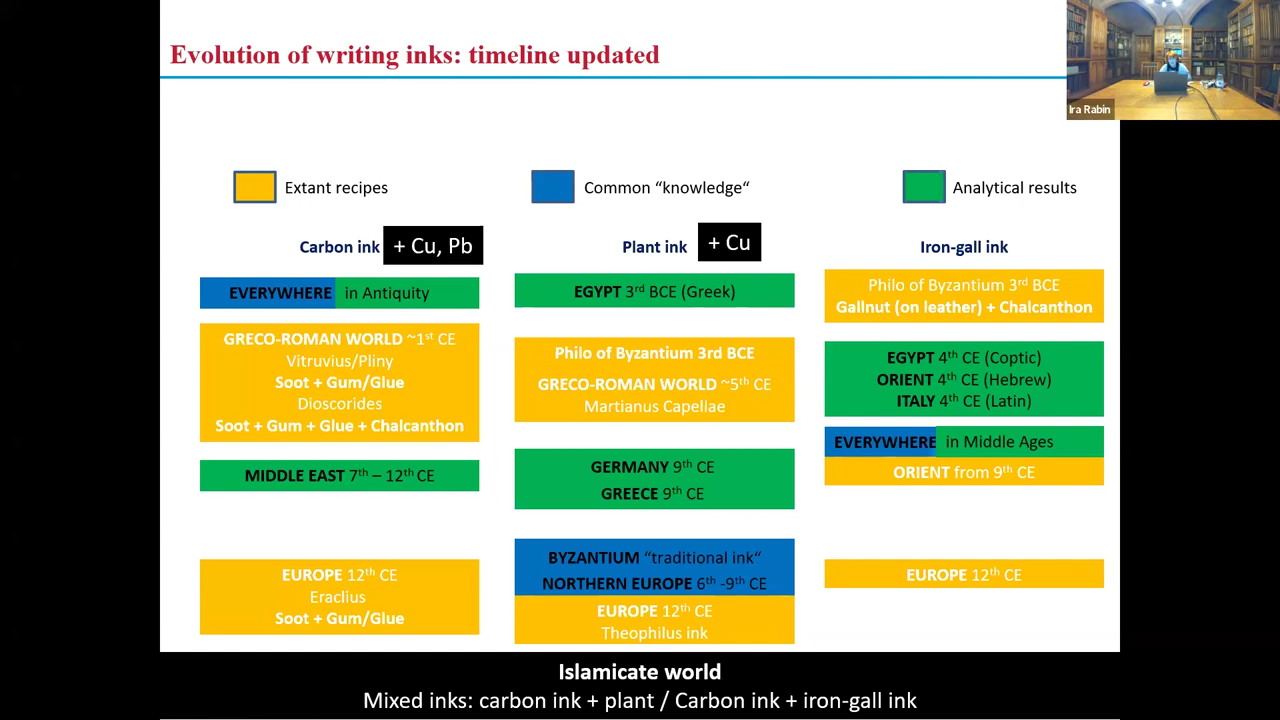 Evolution of writing inks: timeline updated
Ira Rabin
Extant recipes
Common “knowledge“
Analytical results
Carbon ink + Cu, Pb
EVERYWHERE in Antiquity
GRECO-ROMAN WORLD ~1st CE
Vitruvius/Pliny
Soot + Gum/Glue
Dioscorides
Soot + Gum + Glue + Chalcanthon
MIDDLE EAST 7th – 12th CE
EUROPE 12th CE
Eraclius
Soot + Gum/Glue
Plant ink + Cu
EGYPT 3rd BCE (Greek)
Philo of Byzantium 3rd BCE
GRECO-ROMAN WORLD ~5th CE
Martianus Capellae
GERMANY 9th CE
GREECE 9th CE
BYZANTIUM “traditional ink“
NORTHERN EUROPE 6th -9th CE
EUROPE 12th CE
Theophilus ink
Iron-gall ink
Philo of Byzantium 3rd BCE
Gallnut (on leather) + Chalcanthon
EGYPT 4th CE (Coptic)
ORIENT 4th CE (Hebrew)
ITALY 4th CE (Latin)
EVERYWHERE in Middle Ages
ORIENT from 9th CE
EUROPE 12th CE
Islamicate world
Mixed inks: carbon ink + plant / Carbon ink + iron-gall ink